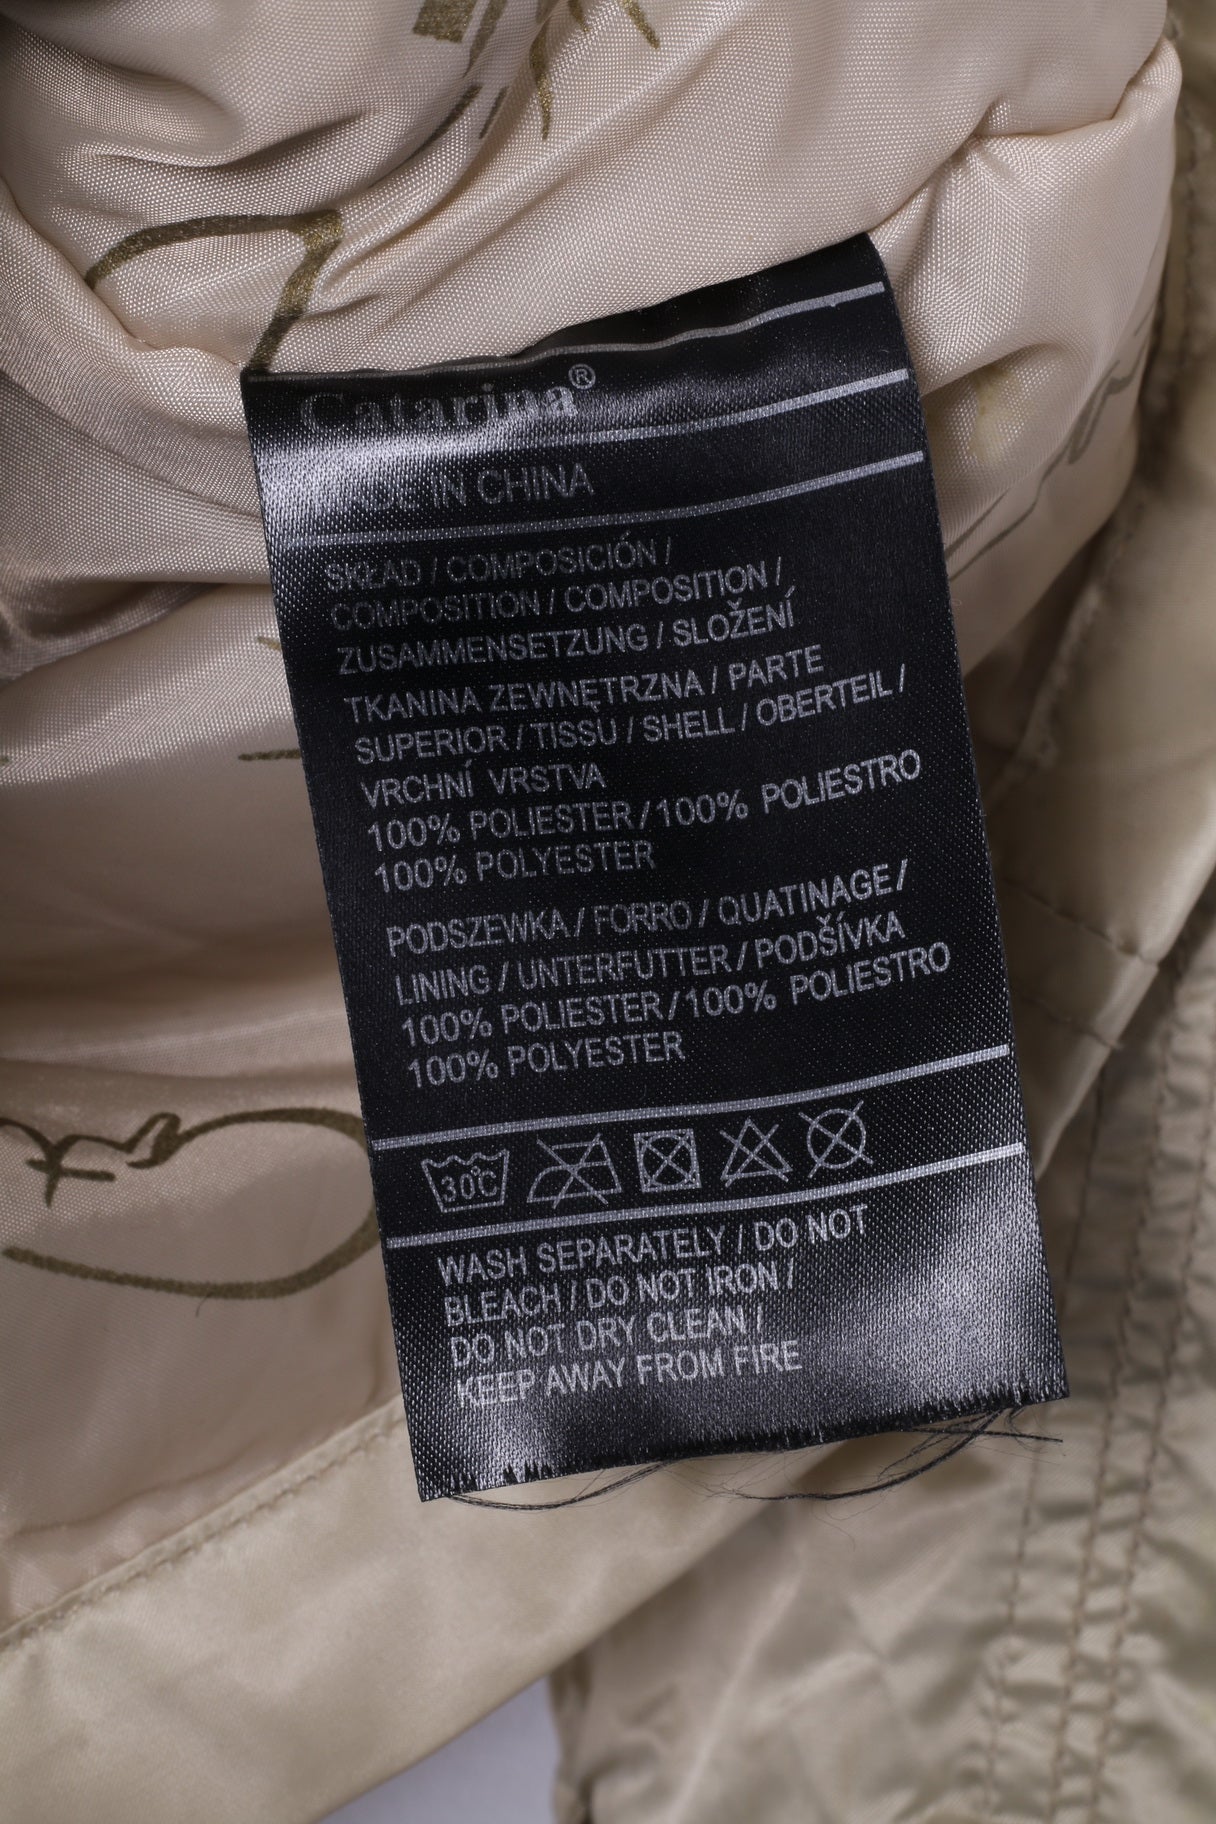 Catarina®
MADE IN CHINA
SKŁAD / COMPOSICIÓN /
COMPOSITION / COMPOSITION /
ZUSAMMENSETZUNG / SLOŽENÍ
TKANINA ZEWNĘTRZNA / PARTE
SUPERIOR / TISSU / SHELL / OBERTEIL /
VRCHNÍ VRSTVA
100% POLIESTER / 100% POLIESTRO
100% POLYESTER
PODSZEWKA / FORRO / QUATINAGE /
LINING / UNTERFUTTER / PODŠÍVKA
100% POLIESTER / 100% POLIESTRO
100% POLYESTER
30°C
WASH SEPARATELY / DO NOT
BLEACH / DO NOT IRON /
DO NOT DRY CLEAN /
KEEP AWAY FROM FIRE